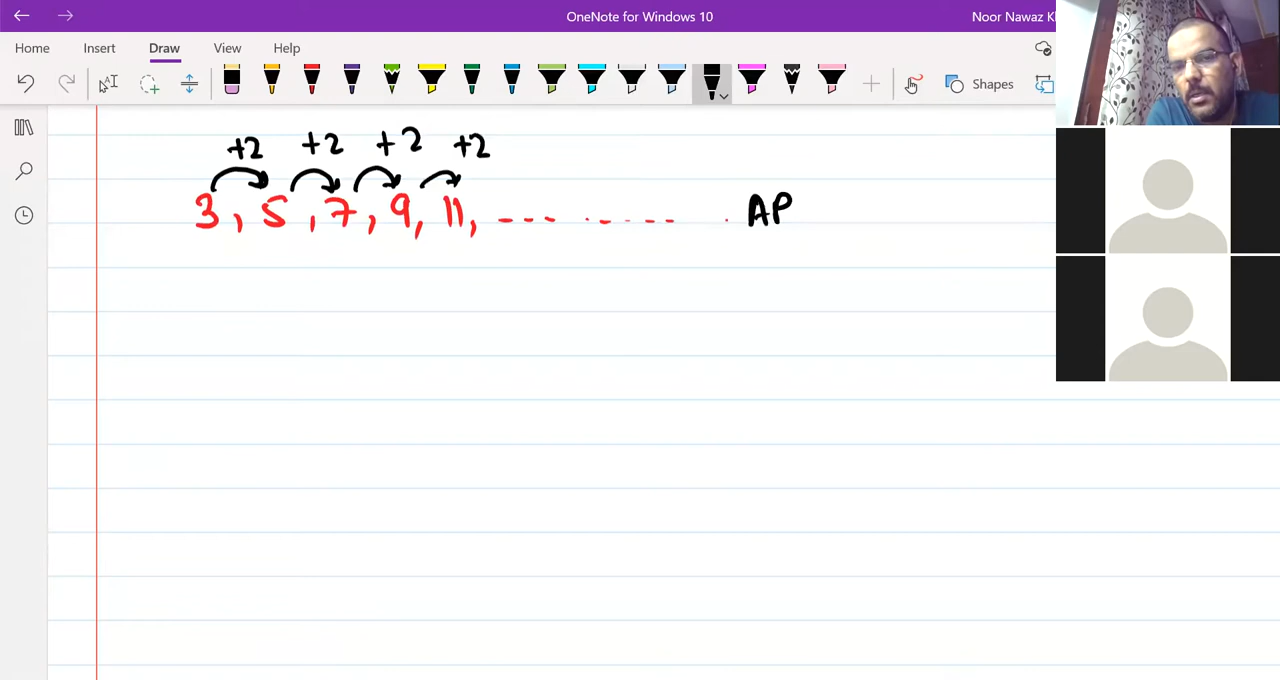 OneNote for Windows 10
Noor Nawaz Kh
Home Insert Draw View Help
Shapes
+2 +2 +2 +2
3, 5, 7, 9, 11, --- ---- . AP